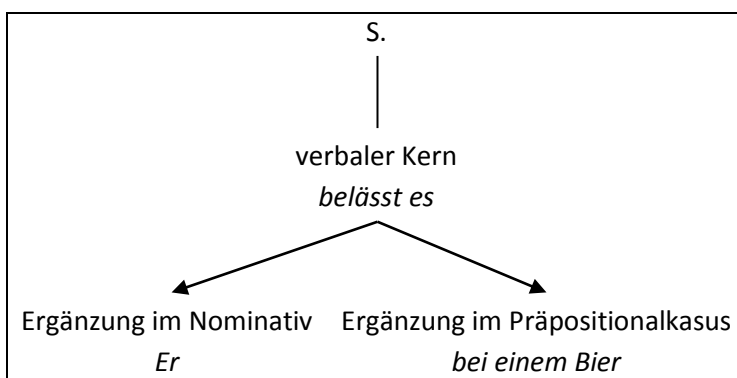 S.
verbaler Kern
belässt es
Ergänzung im Nominativ Ergänzung im Präpositionalkasus
Er bei einem Bier